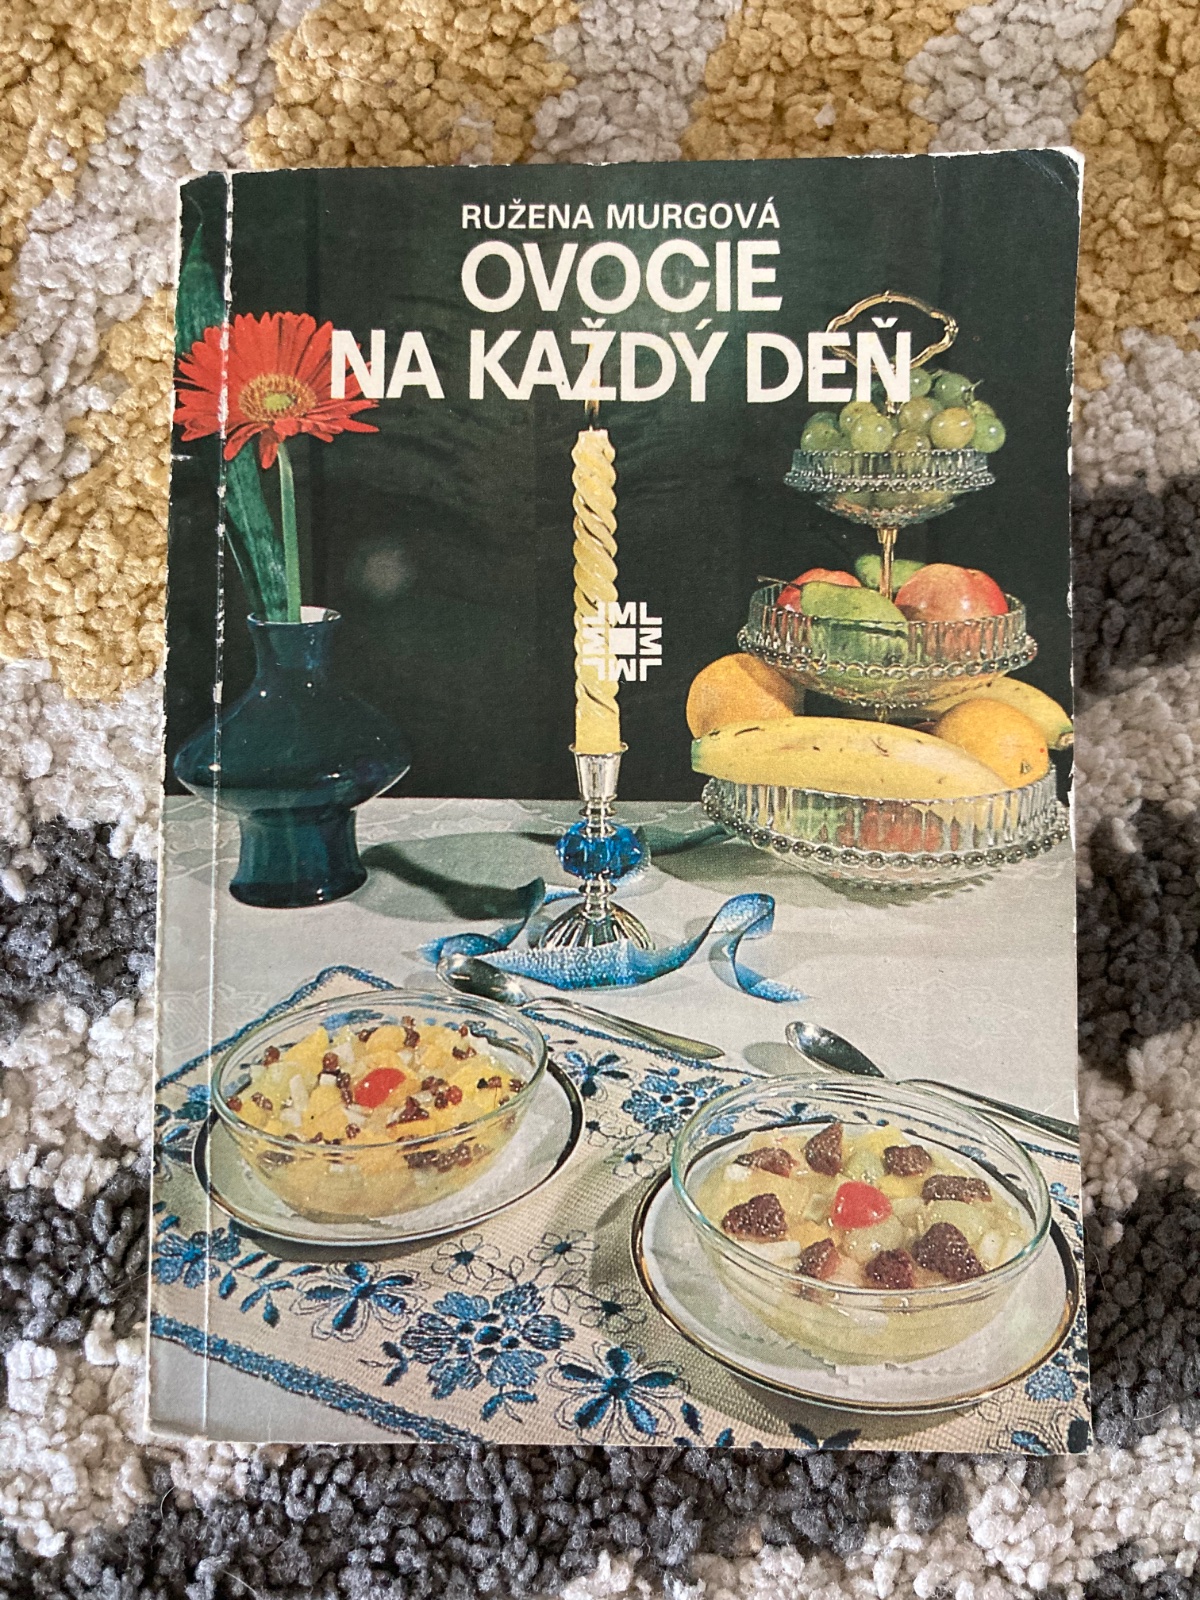 RUŽENA MURGOVÁ
OVOCIE
NA KAŽDÝ DEŇ